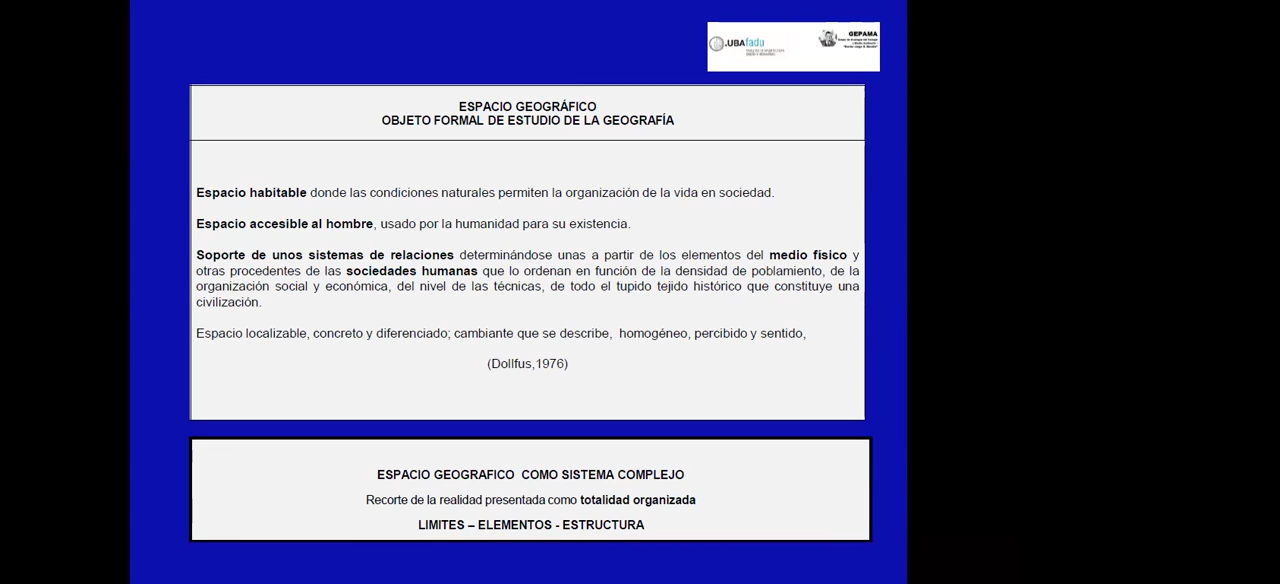 .UBAfadu
GEPAMA
ESPACIO GEOGRÁFICO
OBJETO FORMAL DE ESTUDIO DE LA GEOGRAFÍA
Espacio habitable donde las condiciones naturales permiten la organización de la vida en sociedad.
Espacio accesible al hombre, usado por la humanidad para su existencia.
Soporte de unos sistemas de relaciones determinándose unas a partir de los elementos del medio físico y
otras procedentes de las sociedades humanas que lo ordenan en función de la densidad de poblamiento, de la
organización social y económica, del nivel de las técnicas, de todo el tupido tejido histórico que constituye una
civilización.
Espacio localizable, concreto y diferenciado; cambiante que se describe, homogéneo, percibido y sentido,
(Dollfus,1976)
ESPACIO GEOGRAFICO COMO SISTEMA COMPLEJO
Recorte de la realidad presentada como totalidad organizada
LIMITES – ELEMENTOS - ESTRUCTURA